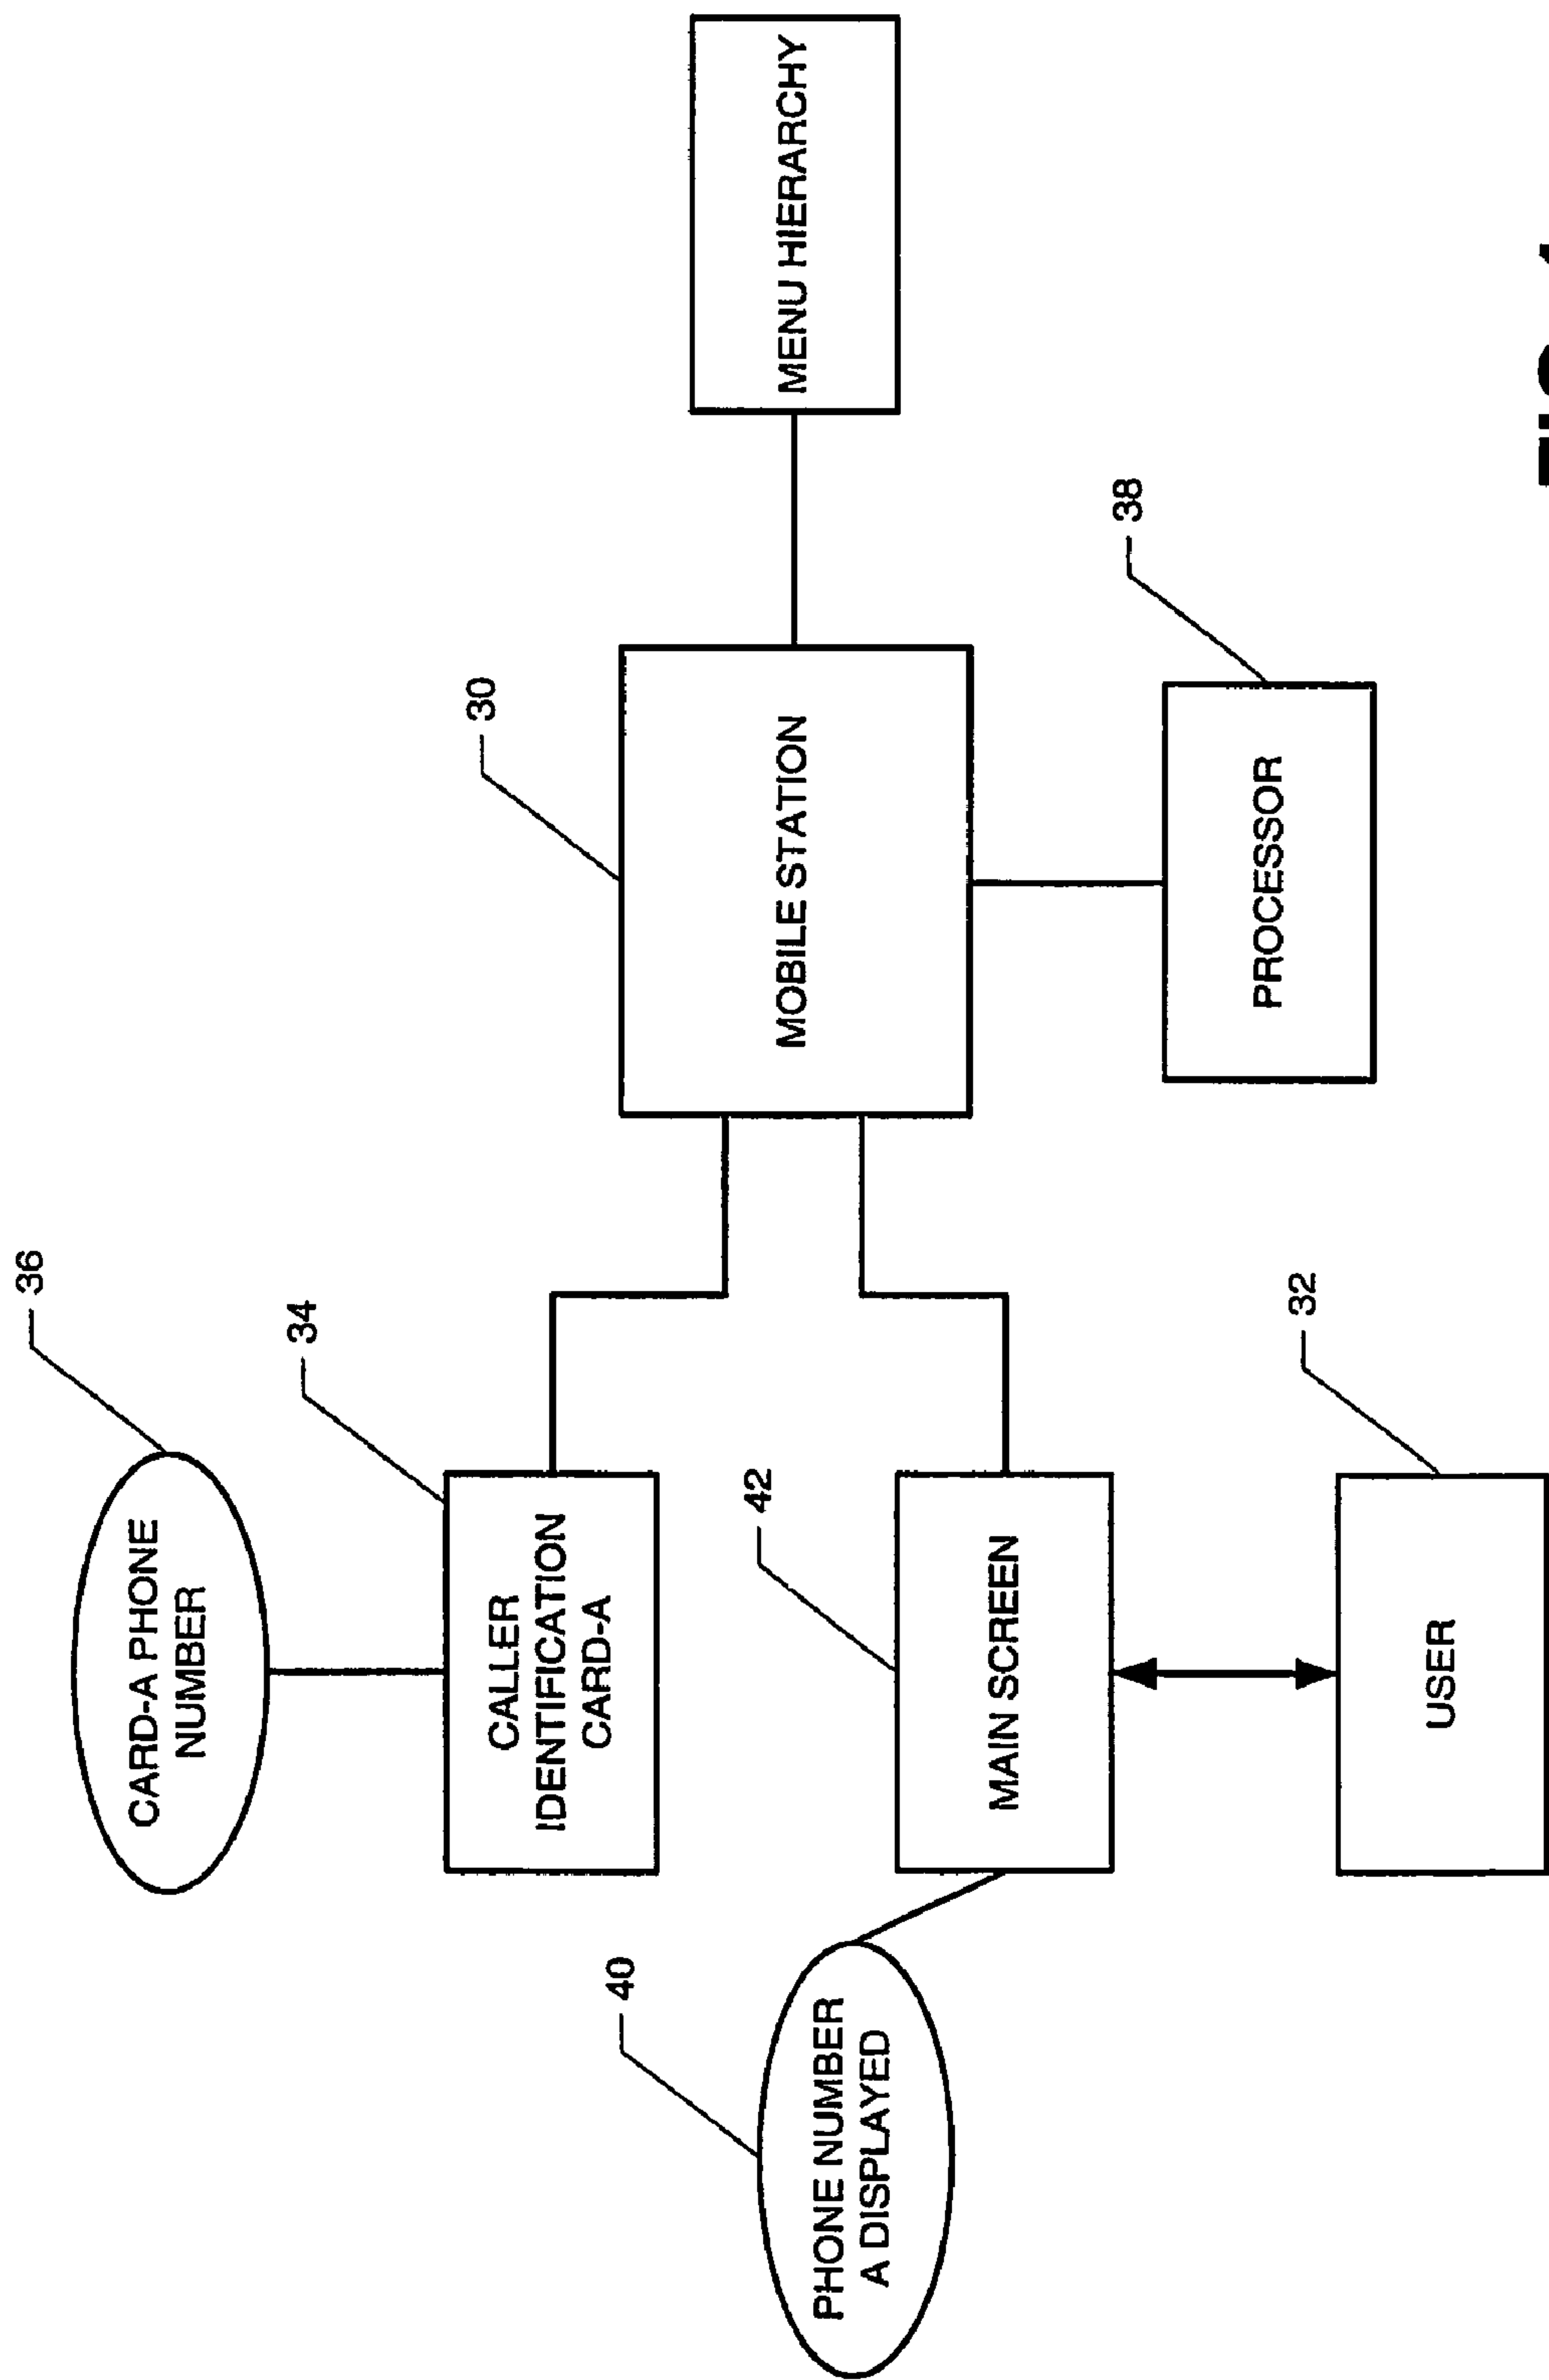 36
CARD-A PHONE
NUMBER
34
CALLER
IDENTIFICATION
CARD-A
30
MOBILE STATION
MENU HIERARCHY
40
PHONE NUMBER
A DISPLAYED
42
MAIN SCREEN
38
PROCESSOR
32
USER